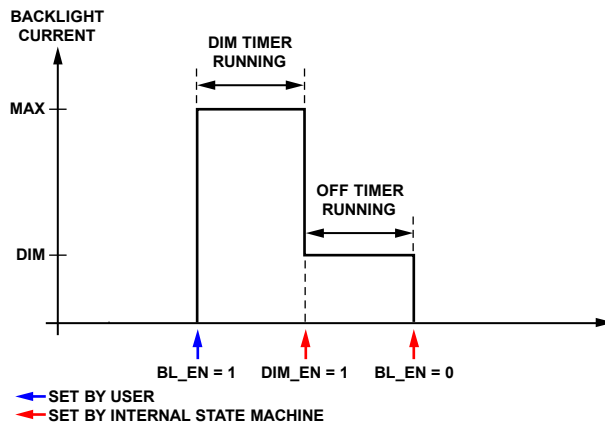 BACKLIGHT
CURRENT
DIM TIMER
RUNNING
MAX
OFF TIMER
RUNNING
DIM
BL_EN = 1
DIM_EN = 1
BL_EN = 0
SET BY USER
SET BY INTERNAL STATE MACHINE